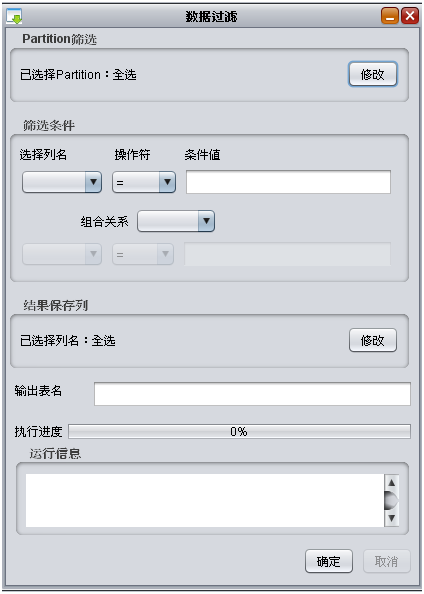 数据过滤
Partition筛选
已选择Partition：全选
修改
筛选条件
选择列名 操作符 条件值
=
组合关系
=
结果保存列
已选择列名：全选
修改
输出表名
执行进度 0%
运行信息
确定 取消